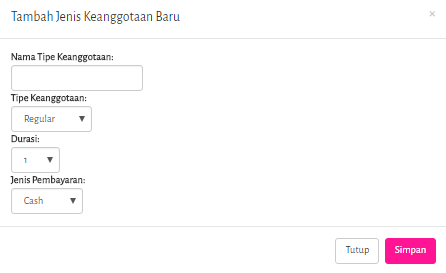 Tambah Jenis Keanggotaan Baru ×
Nama Tipe Keanggotaan:
Tipe Keanggotaan:
Regular ▼
Durasi:
1 ▼
Jenis Pembayaran:
Cash ▼
Tutup Simpan